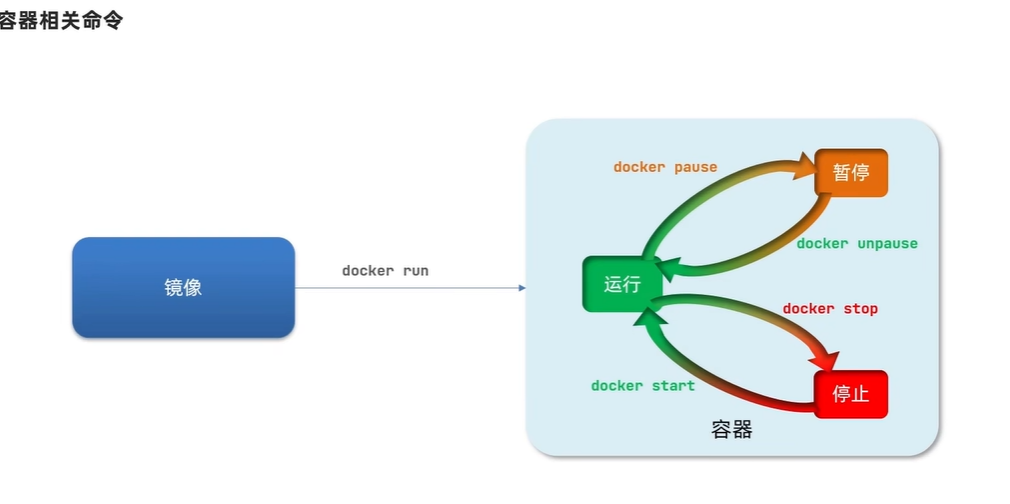 容器相关命令
docker pause
暂停
docker unpause
docker run
镜像
运行
docker stop
docker start
停止
容器